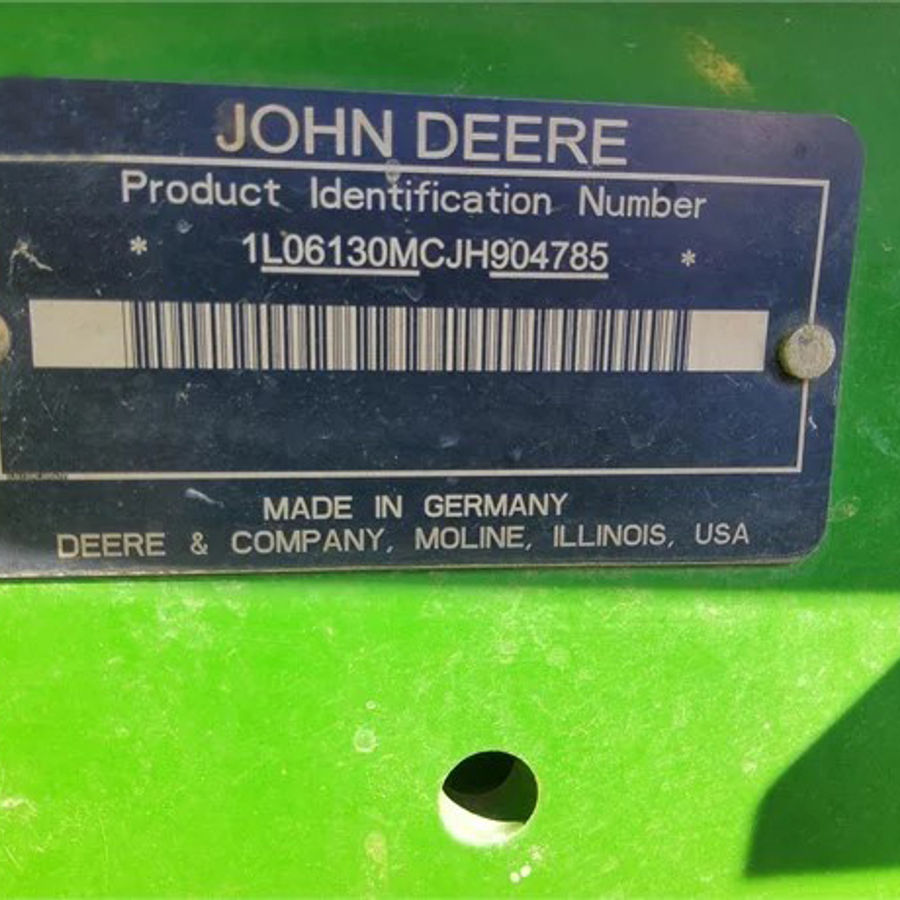 JOHN DEERE
Product Identification Number
* 1L06130MCJH904785 *
MADE IN GERMANY
DEERE & COMPANY, MOLINE, ILLINOIS, USA